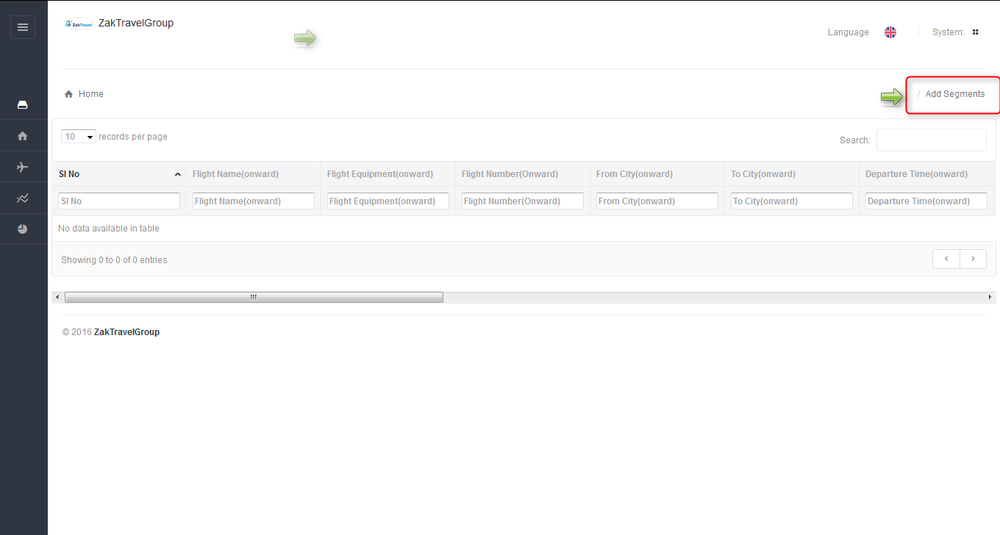 ZakTravel ZakTravelGroup
Language System:
Home / Add Segments
10 records per page Search:
Sl No Flight Name(onward) Flight Equipment(onward) Flight Number(Onward) From City(onward) To City(onward) Departure Time(onward)
Sl No Flight Name(onward) Flight Equipment(onward) Flight Number(Onward) From City(onward) To City(onward) Departure Time(onward)
No data available in table
Showing 0 to 0 of 0 entries
© 2016 ZakTravelGroup